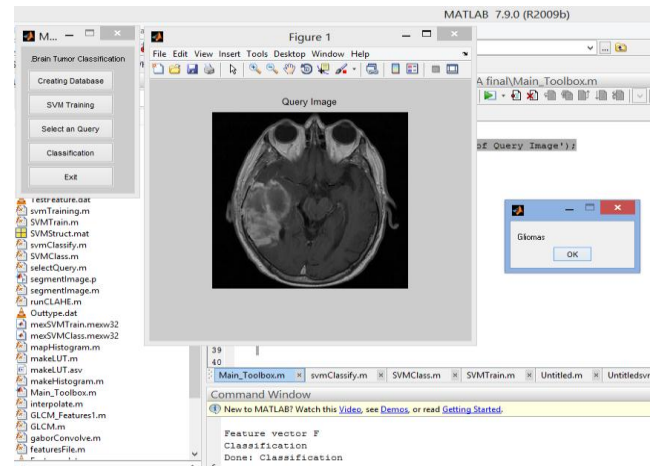 MATLAB 7.9.0 (R2009b)
M...
.Brain Tumor Classification
Creating Database
SVM Training
Select an Query
Classification
Exit
Figure 1
File Edit View Insert Tools Desktop Window Help
Query Image
A final\Main_Toolbox.m
of Query Image');
Gliomas
OK
TestFeature.dat
svmTraining.m
SVMTrain.m
SVMStruct.mat
svmClassify.m
SVMClass.m
selectQuery.m
segmentImage.p
segmentImage.m
runCLAHE.m
Outtype.dat
mexSVMTrain.mexw32
mexSVMClass.mexw32
mapHistogram.m
makeLUT.m
makeLUT.asv
makeHistogram.m
Main_Toolbox.m
interpolate.m
GLCM_Features1.m
GLCM.m
gaborConvolve.m
featuresFile.m
39
40
Main_Toolbox.m svmClassify.m SVMClass.m SVMTrain.m Untitled.m
Command Window
New to MATLAB? Watch this Video, see Demos, or read Getting Started.
Feature vector F
Classification
Done: Classification